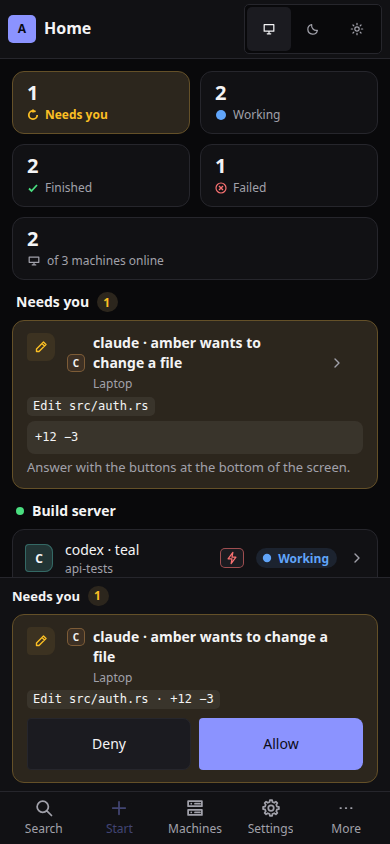 A Home
1
Needs you
2
Working
2
Finished
1
Failed
2
of 3 machines online
Needs you 1
claude · amber wants to
change a file
C
Laptop
Edit src/auth.rs
+12 −3
Answer with the buttons at the bottom of the screen.
Build server
C
codex · teal
api-tests
Working
Needs you 1
C
claude · amber wants to change a
file
Laptop
Edit src/auth.rs · +12 −3
Deny
Allow
Search
Start
Machines
Settings
More